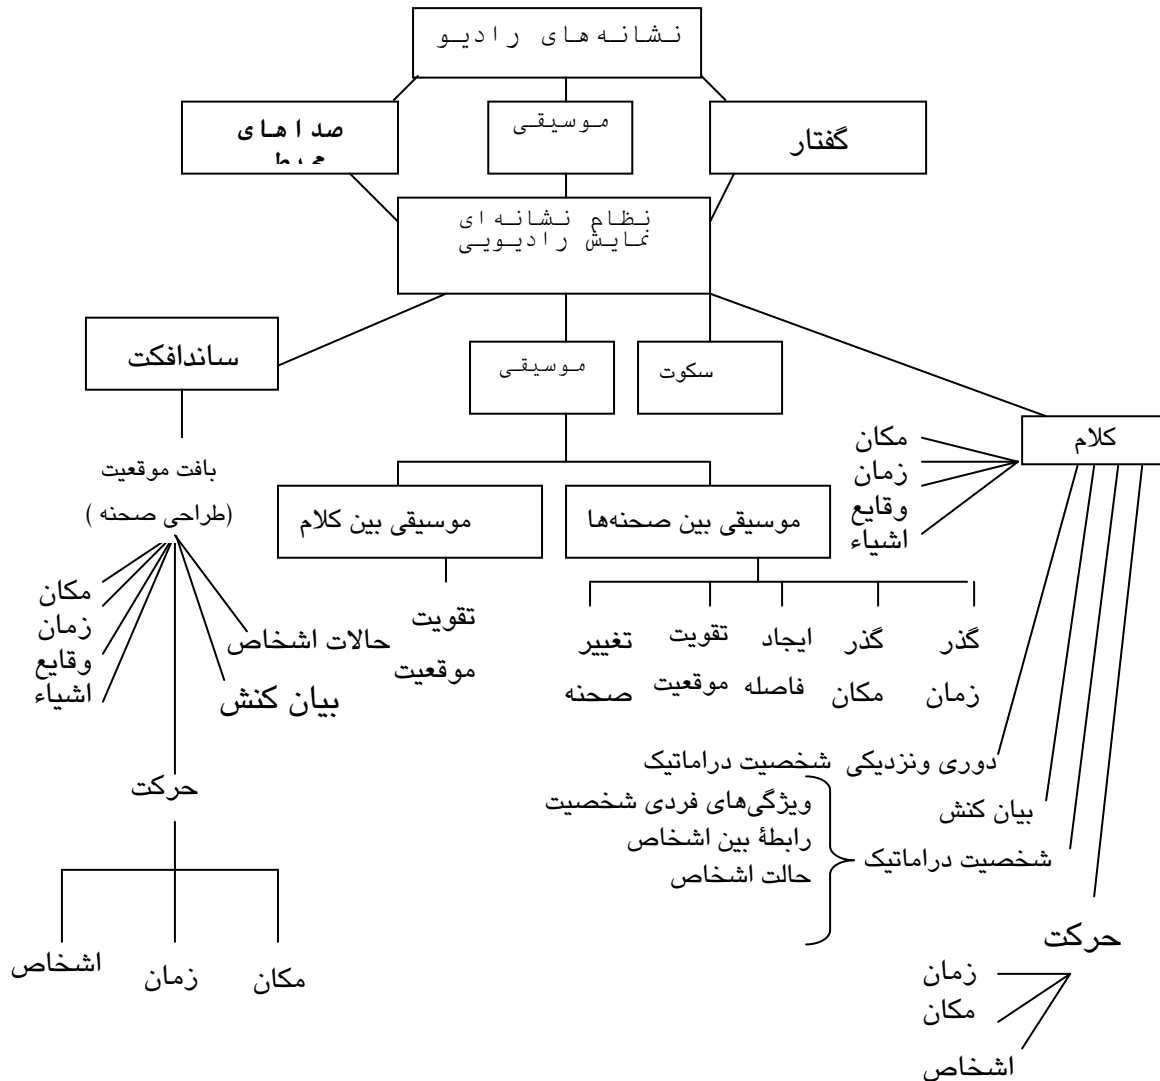 نشانه‌های رادیو
گفتار
موسیقی
صداهای
نظام نشانه‌ای
نمایش رادیویی
کلام
سکوت
موسیقی
ساندافکت
مکان
زمان
وقایع
اشیاء
بافت موقعیت
(طراحی صحنه )
موسیقی بین صحنه‌ها
موسیقی بین کلام
گذر
زمان
گذر
مکان
ایجاد
فاصله
تقویت
موقعیت
تغییر
صحنه
تقویت
موقعیت
حالات اشخاص
بیان کنش
مکان
زمان
وقایع
اشیاء
حرکت
مکان
زمان
اشخاص
دوری ونزدیکی شخصیت دراماتیک
بیان کنش
شخصیت دراماتیک
ویژگی‌های فردی شخصیت
رابطهٔ بین اشخاص
حالت اشخاص
حرکت
زمان
مکان
اشخاص